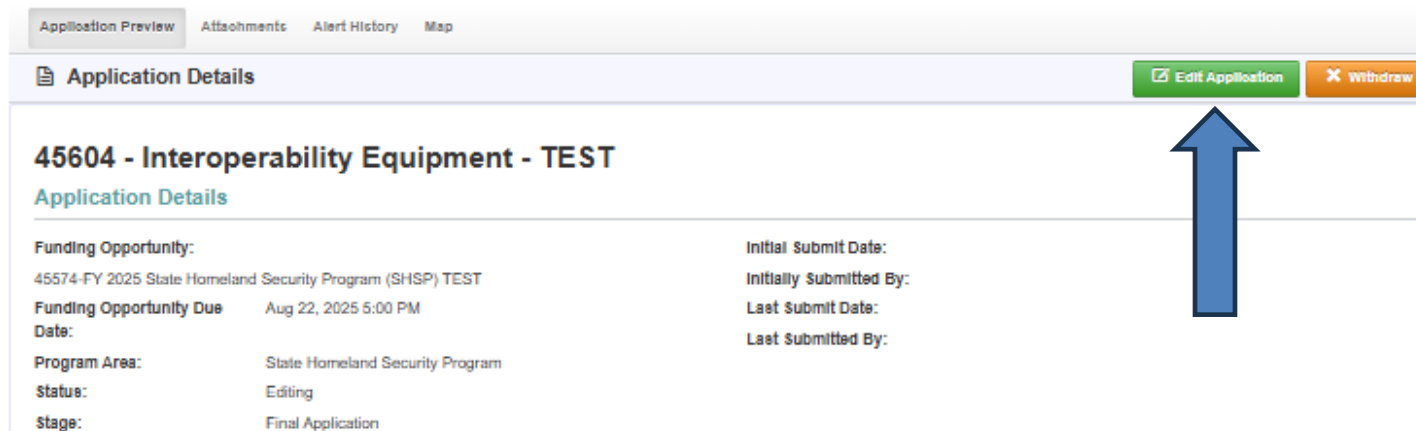 Application Preview Attachments Alert History Map
Application Details
Edit Application
Withdraw
45604 - Interoperability Equipment - TEST
Application Details
Funding Opportunity:
45574-FY 2025 State Homeland Security Program (SHSP) TEST
Funding Opportunity Due Date: Aug 22, 2025 5:00 PM
Program Area: State Homeland Security Program
Status: Editing
Stage: Final Application
Initial Submit Date:
Initially Submitted By:
Last Submit Date:
Last Submitted By: